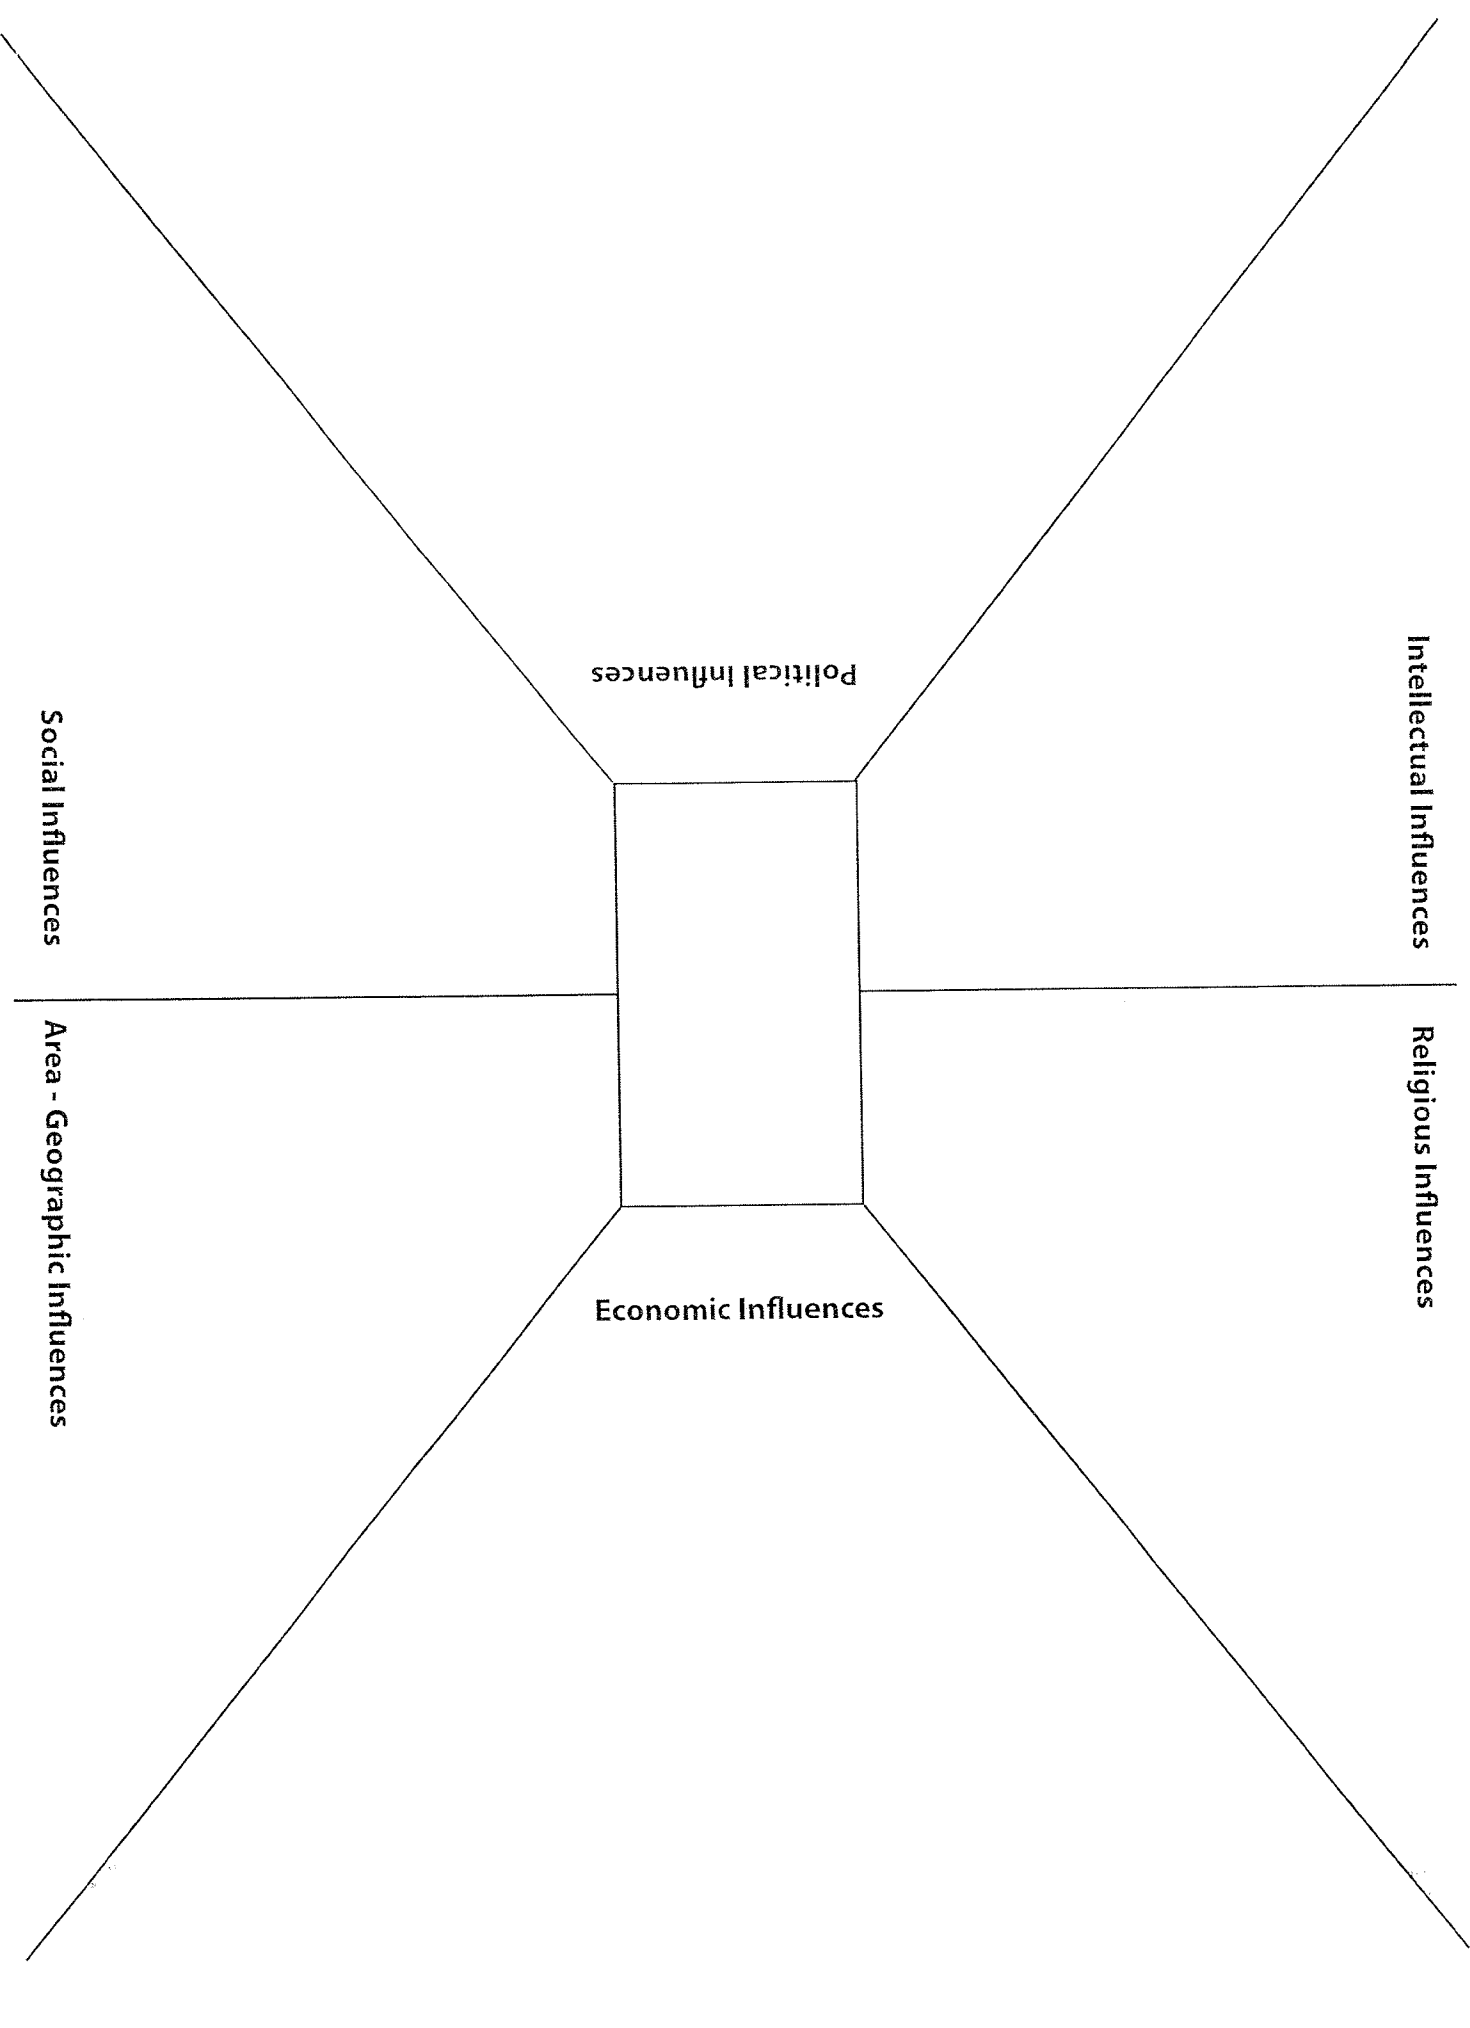 Political Influences
Intellectual Influences
Social Influences
Religious Influences
Area - Geographic Influences
Economic Influences